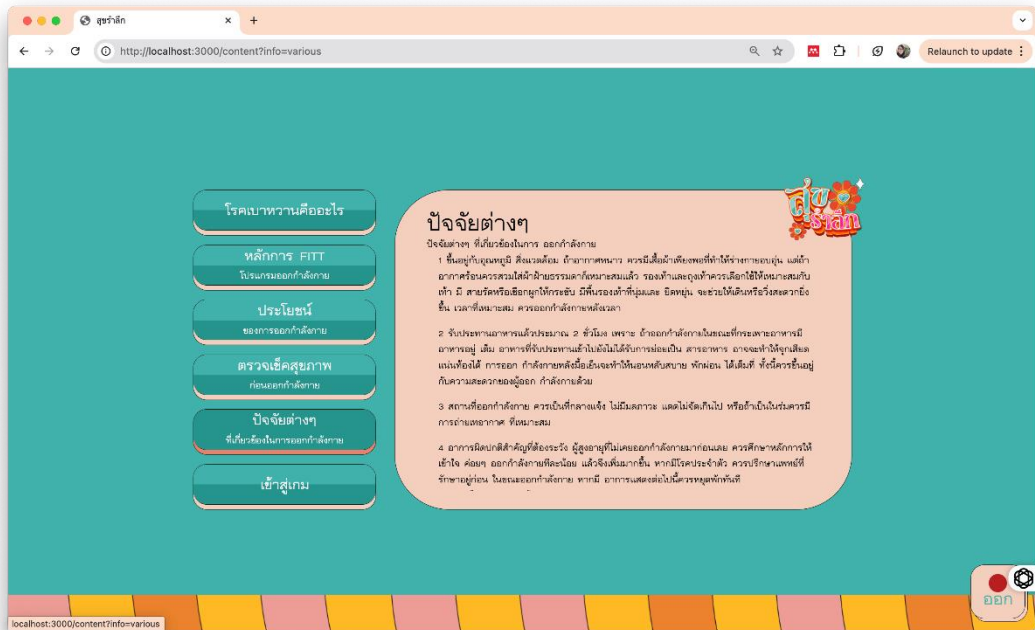 สุขรำลึก
http://localhost:3000/content?info=various
Relaunch to update
โรคเบาหวานคืออะไร
หลักการ FITT
โปรแกรมออกกำลังกาย
ประโยชน์
ของการออกกำลังกาย
ตรวจเช็คสุขภาพ
ก่อนออกกำลังกาย
ปัจจัยต่างๆ
ที่เกี่ยวข้องในการออกกำลังกาย
เข้าสู่เกม
สุข
รำลึก
ปัจจัยต่างๆ
ปัจจัยต่างๆ ที่เกี่ยวข้องในการ ออกกำลังกาย
1 ขึ้นอยู่กับอุณหภูมิ สิ่งแวดล้อม ถ้าอากาศหนาว ควรมีเสื้อผ้าเพียงพอที่ทำให้ร่างกายอบอุ่น แต่ถ้า
อากาศร้อนควรสวมใส่ผ้าฝ้ายธรรมดาก็เหมาะสมแล้ว รองเท้าและถุงเท้าควรเลือกใช้ให้เหมาะสมกับ
เท้า มี สายรัดหรือเชือกผูกให้กระชับ มีพื้นรองเท้าที่นุ่มและ ยืดหยุ่น จะช่วยให้เดินหรือวิ่งสะดวกยิ่ง
ขึ้น เวลาที่เหมาะสม ควรออกกำลังกายหลังเวลา
2 รับประทานอาหารแล้วประมาณ 2 ชั่วโมง เพราะ ถ้าออกกำลังกายในขณะที่กระเพาะอาหารมี
อาหารอยู่ เต็ม อาหารที่รับประทานเข้าไปยังไม่ได้รับการย่อยเป็น สารอาหาร อาจจะทำให้จุกเสียด
แน่นท้องได้ การออก กำลังกายหลังมื้อเย็นจะทำให้นอนหลับสบาย พักผ่อน ได้เต็มที่ ทั้งนี้ควรขึ้นอยู่
กับความสะดวกของผู้ออก กำลังกายด้วย
3 สถานที่ออกกำลังกาย ควรเป็นที่กลางแจ้ง ไม่มีมลภาวะ แดดไม่จัดเกินไป หรือถ้าเป็นในร่มควรมี
การถ่ายเทอากาศ ที่เหมาะสม
4 อาการผิดปกติสำคัญที่ต้องระวัง ผู้สูงอายุที่ไม่เคยออกกำลังกายมาก่อนเลย ควรศึกษาหลักการให้
เข้าใจ ค่อยๆ ออกกำลังกายทีละน้อย แล้วจึงเพิ่มมากขึ้น หากมีโรคประจำตัว ควรปรึกษาแพทย์ที่
รักษาอยู่ก่อน ในขณะออกกำลังกาย หากมี อาการแสดงต่อไปนี้ควรหยุดพักทันที
ออก
localhost:3000/content?info=various